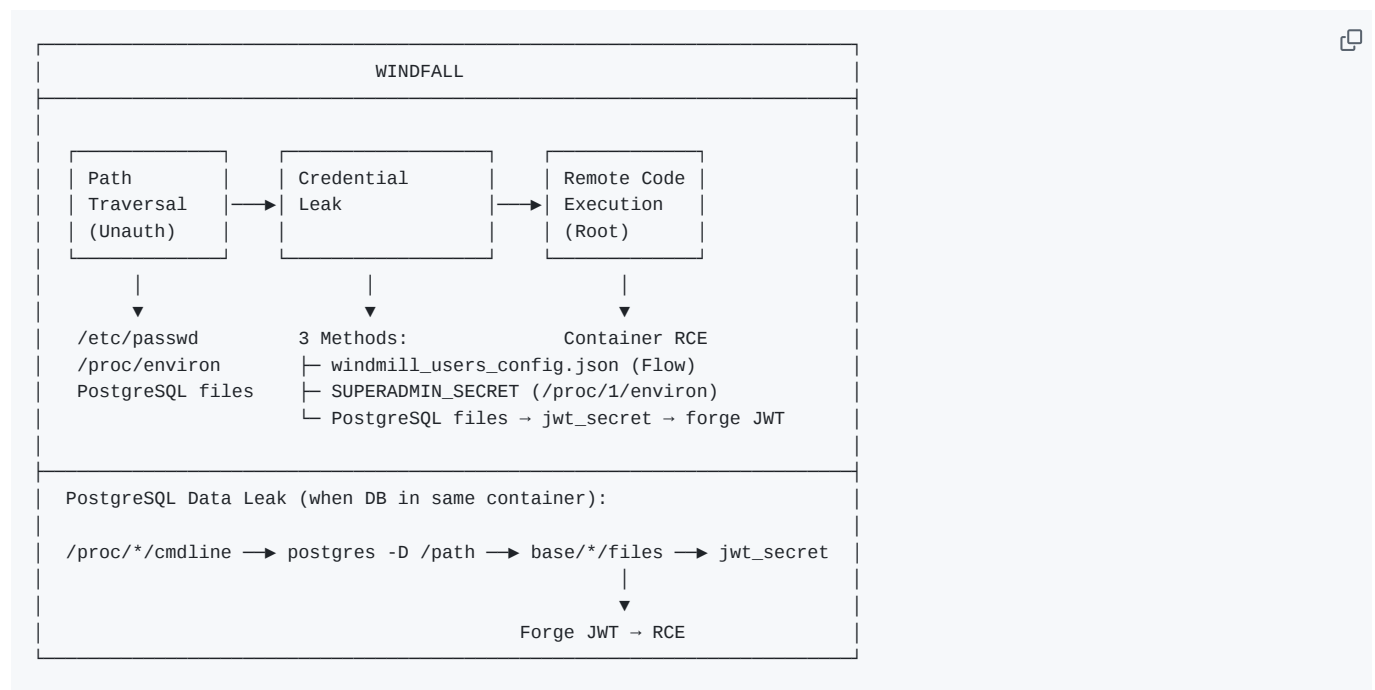 WINDFALL
Path Credential Remote Code
Traversal Leak Execution
(Unauth) (Root)
/etc/passwd 3 Methods: Container RCE
/proc/environ ├─ windmill_users_config.json (Flow)
PostgreSQL files ├─ SUPERADMIN_SECRET (/proc/1/environ)
└─ PostgreSQL files → jwt_secret → forge JWT
PostgreSQL Data Leak (when DB in same container):
/proc/*/cmdline ──► postgres -D /path ──► base/*/files ──► jwt_secret
Forge JWT → RCE